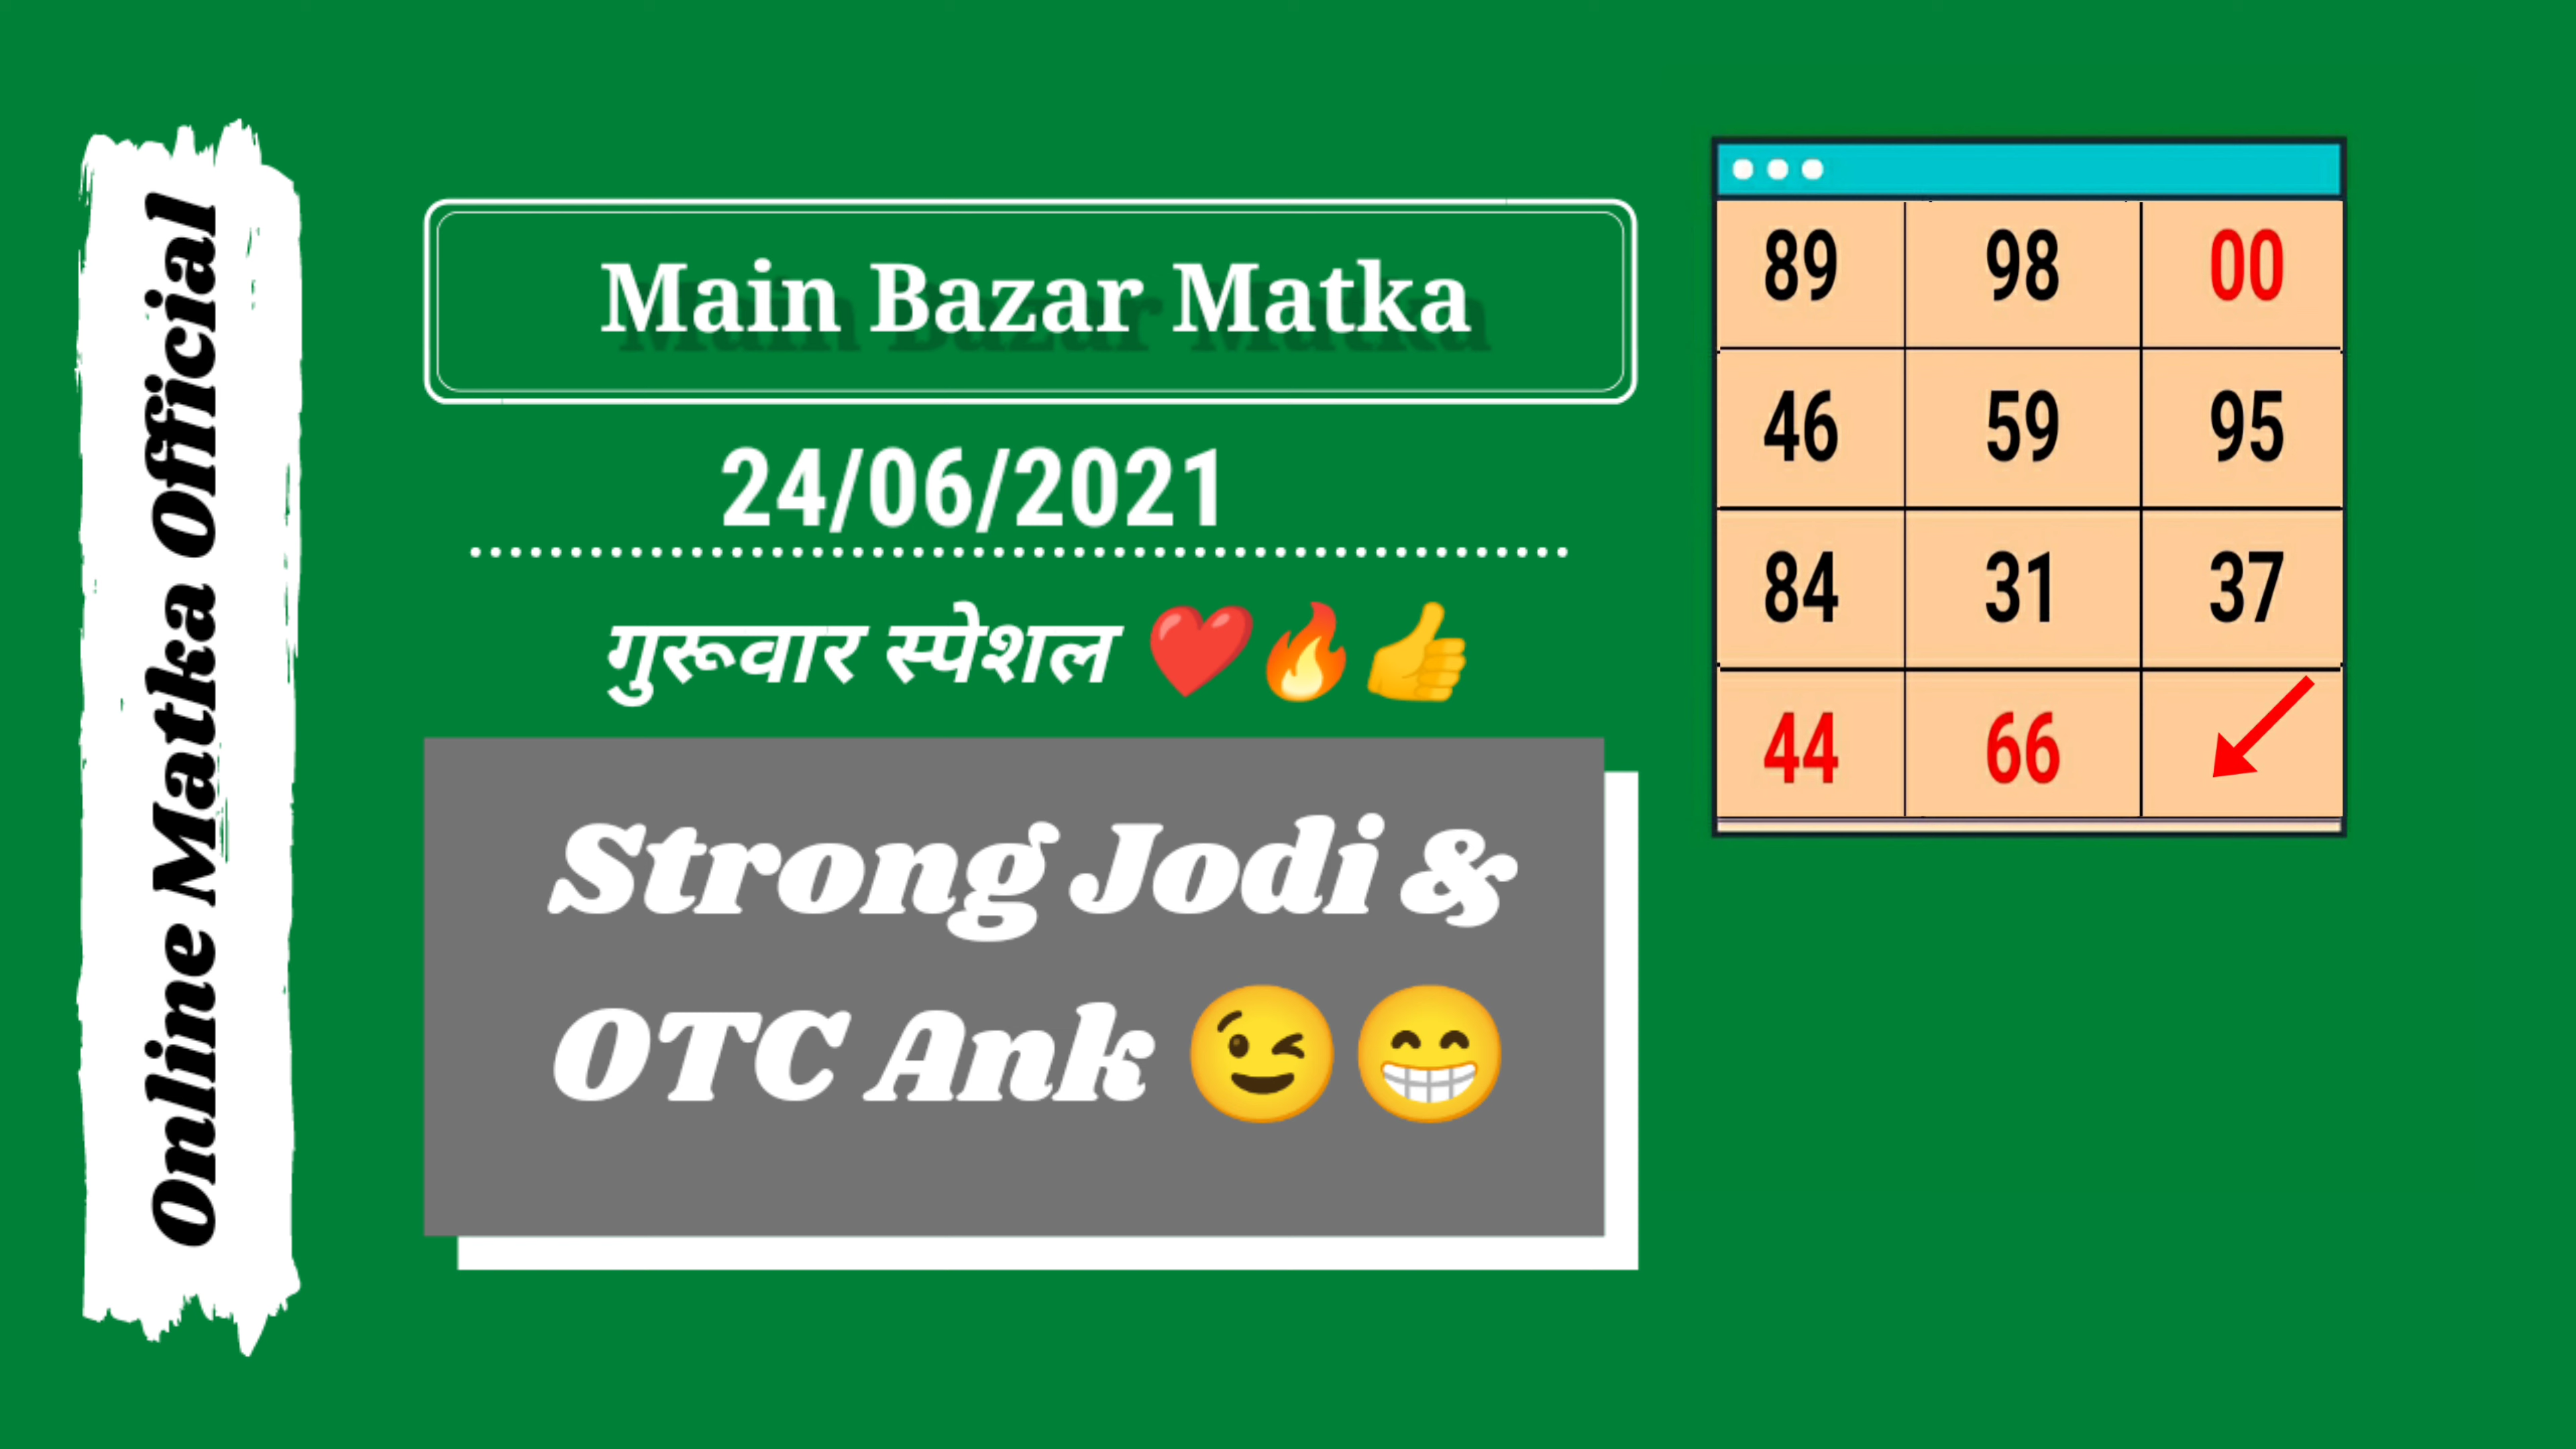 Online Matka Official
Main Bazar Matka
24/06/2021
गुरूवार स्पेशल ❤️🔥👍
Strong Jodi &
OTC Ank 😉😁
89 98 00
46 59 95
84 31 37
44 66